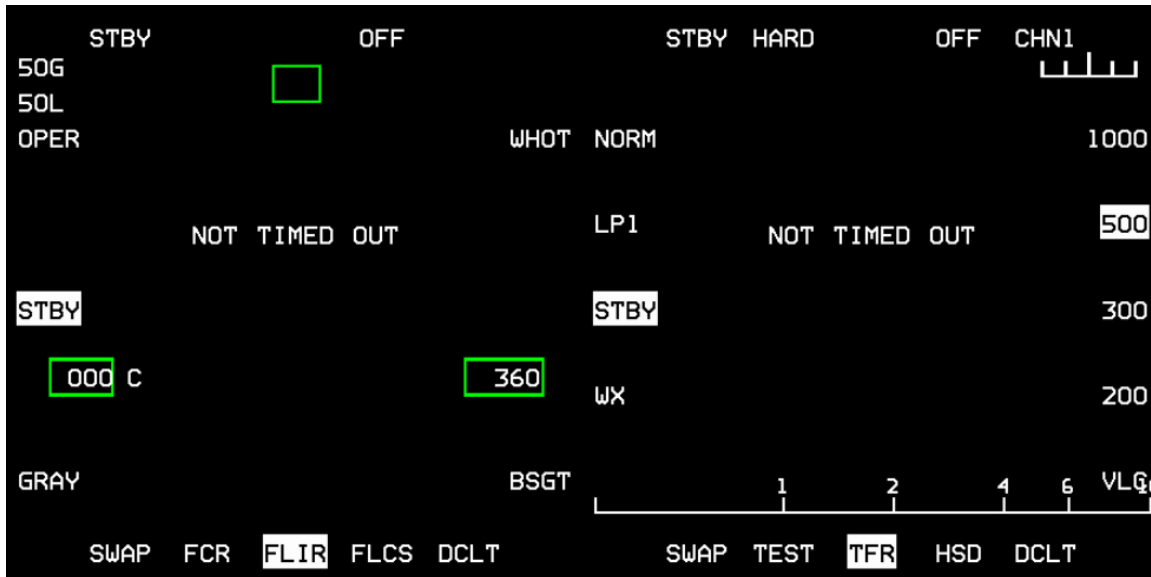 STBY OFF
50G
50L
OPER WHOT
NOT TIMED OUT
STBY
000 C 360
GRAY BSGT
SWAP FCR FLIR FLCS DCLT
STBY HARD OFF CHN1
NORM 1000
LP1 500
NOT TIMED OUT
STBY 300
WX 200
VLC
1 2 4 6
SWAP TEST TFR HSD DCLT